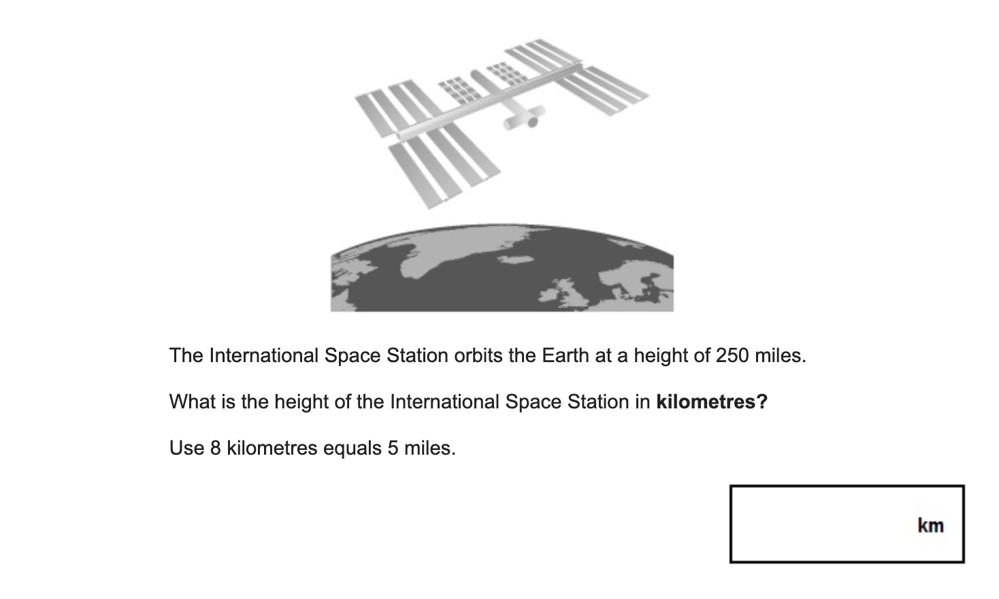 The International Space Station orbits the Earth at a height of 250 miles.
What is the height of the International Space Station in kilometres?
Use 8 kilometres equals 5 miles.
km